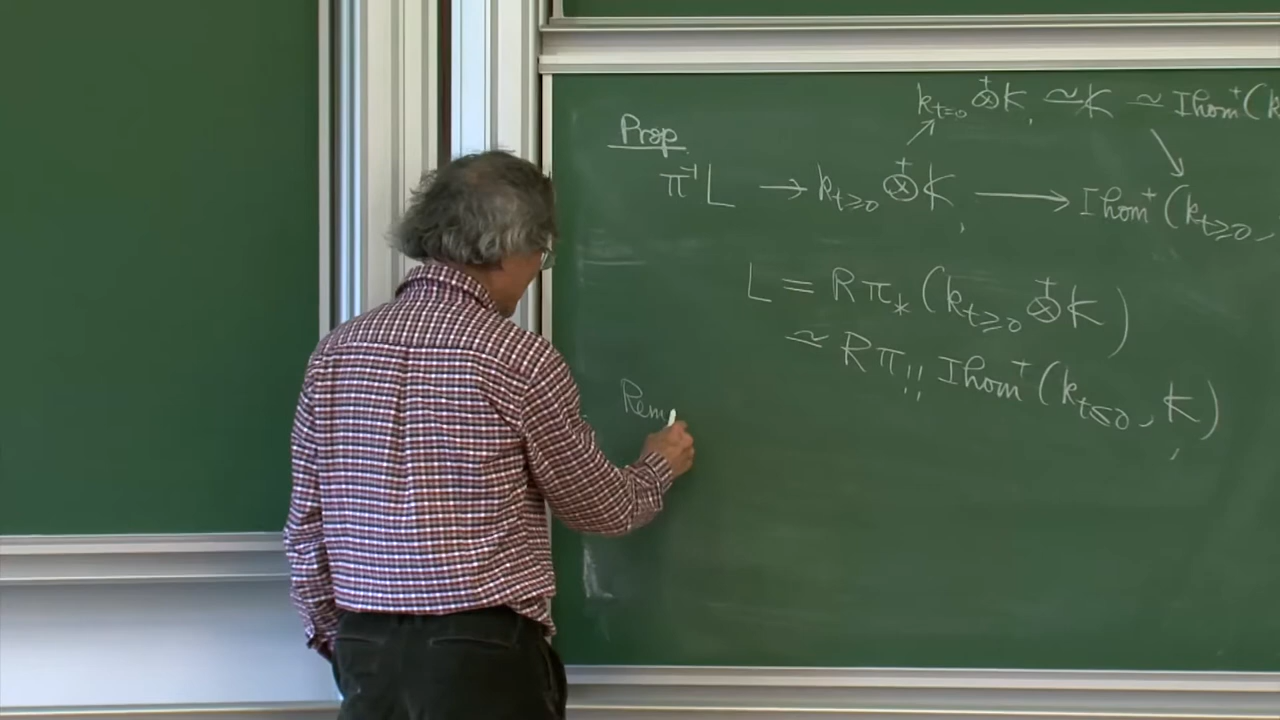 k_{t=0} ⊗⁺ K ≃ K ≃ Ihom⁺(k
Prop
π⁻¹L → k_{t≥0} ⊗⁺ K → Ihom⁺(k_{t≥0},
L = Rπ_*(k_{t≥0} ⊗⁺ K)
≃ Rπ_{!!} Ihom⁺(k_{t≤0}, K)
Rem